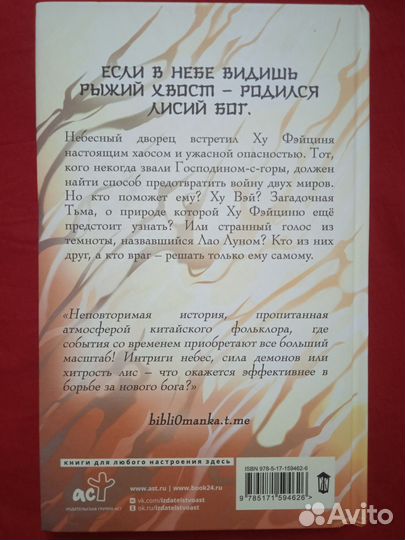 ЕСЛИ В НЕБЕ ВИДИШЬ
РЫЖИЙ ХВОСТ – РОДИЛСЯ
ЛИСИЙ БОГ.
Небесный дворец встретил Ху Фэйциня
настоящим хаосом и ужасной опасностью. Тот,
кого некогда звали Господином-с-горы, должен
найти способ предотвратить войну двух миров.
Но кто поможет ему? Ху Вэй? Загадочная
Тьма, о природе которой Ху Фэйциню ещё
предстоит узнать? Или странный голос из
темноты, назвавшийся Лао Луном? Кто из них
друг, а кто враг – решать только ему самому.
«Неповторимая история, пропитанная
атмосферой китайского фольклора, где
события со временем приобретают все больший
масштаб! Интриги небес, сила демонов или
хитрость лис – что окажется эффективнее в
борьбе за нового бога?»
bibli0manka.t.me
книги для любого настроения здесь
АСТ
ИЗДАТЕЛЬСКАЯ ГРУППА АСТ
www.ast.ru | www.book24.ru
vk.com/izdatelstvoast
ok.ru/izdatelstvoast
ISBN 978-5-17-159462-6
9 785171 594626 >
Avito